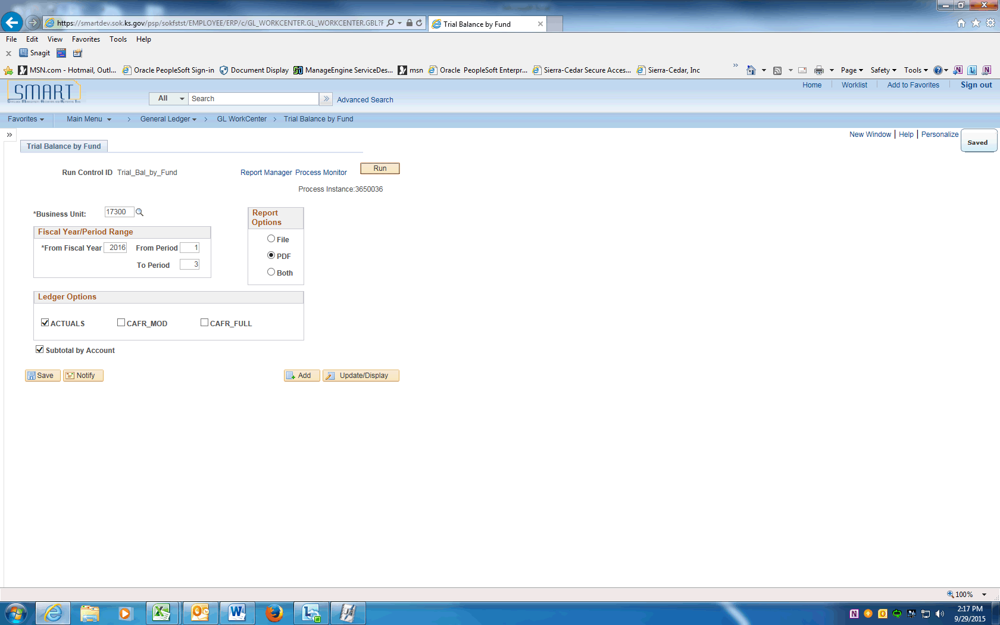 https://smartdev.sok.ks.gov/psp/sokfstst/EMPLOYEE/ERP/c/GL_WORKCENTER.GL_WORKCENTER.GBL?F
Trial Balance by Fund
File Edit View Favorites Tools Help
x Snagit
MSN.com - Hotmail, Outl... Oracle PeopleSoft Sign-in Document Display ManageEngine ServiceDes... msn Oracle PeopleSoft Enterpr... Sierra-Cedar Secure Acces... Sierra-Cedar, Inc » Page Safety Tools
SMART
Home Worklist Add to Favorites Sign out
All Search » Advanced Search
Favorites Main Menu > General Ledger > GL WorkCenter > Trial Balance by Fund
» New Window | Help | Personalize
Saved
Trial Balance by Fund
Run Control ID Trial_Bal_by_Fund Report Manager Process Monitor Run
Process Instance:3650036
*Business Unit: 17300
Report Options
Fiscal Year/Period Range
*From Fiscal Year 2016 From Period 1
To Period 3
File
PDF
Both
Ledger Options
ACTUALS CAFR_MOD CAFR_FULL
Subtotal by Account
Save Notify Add Update/Display
100%
2:17 PM
9/29/2015